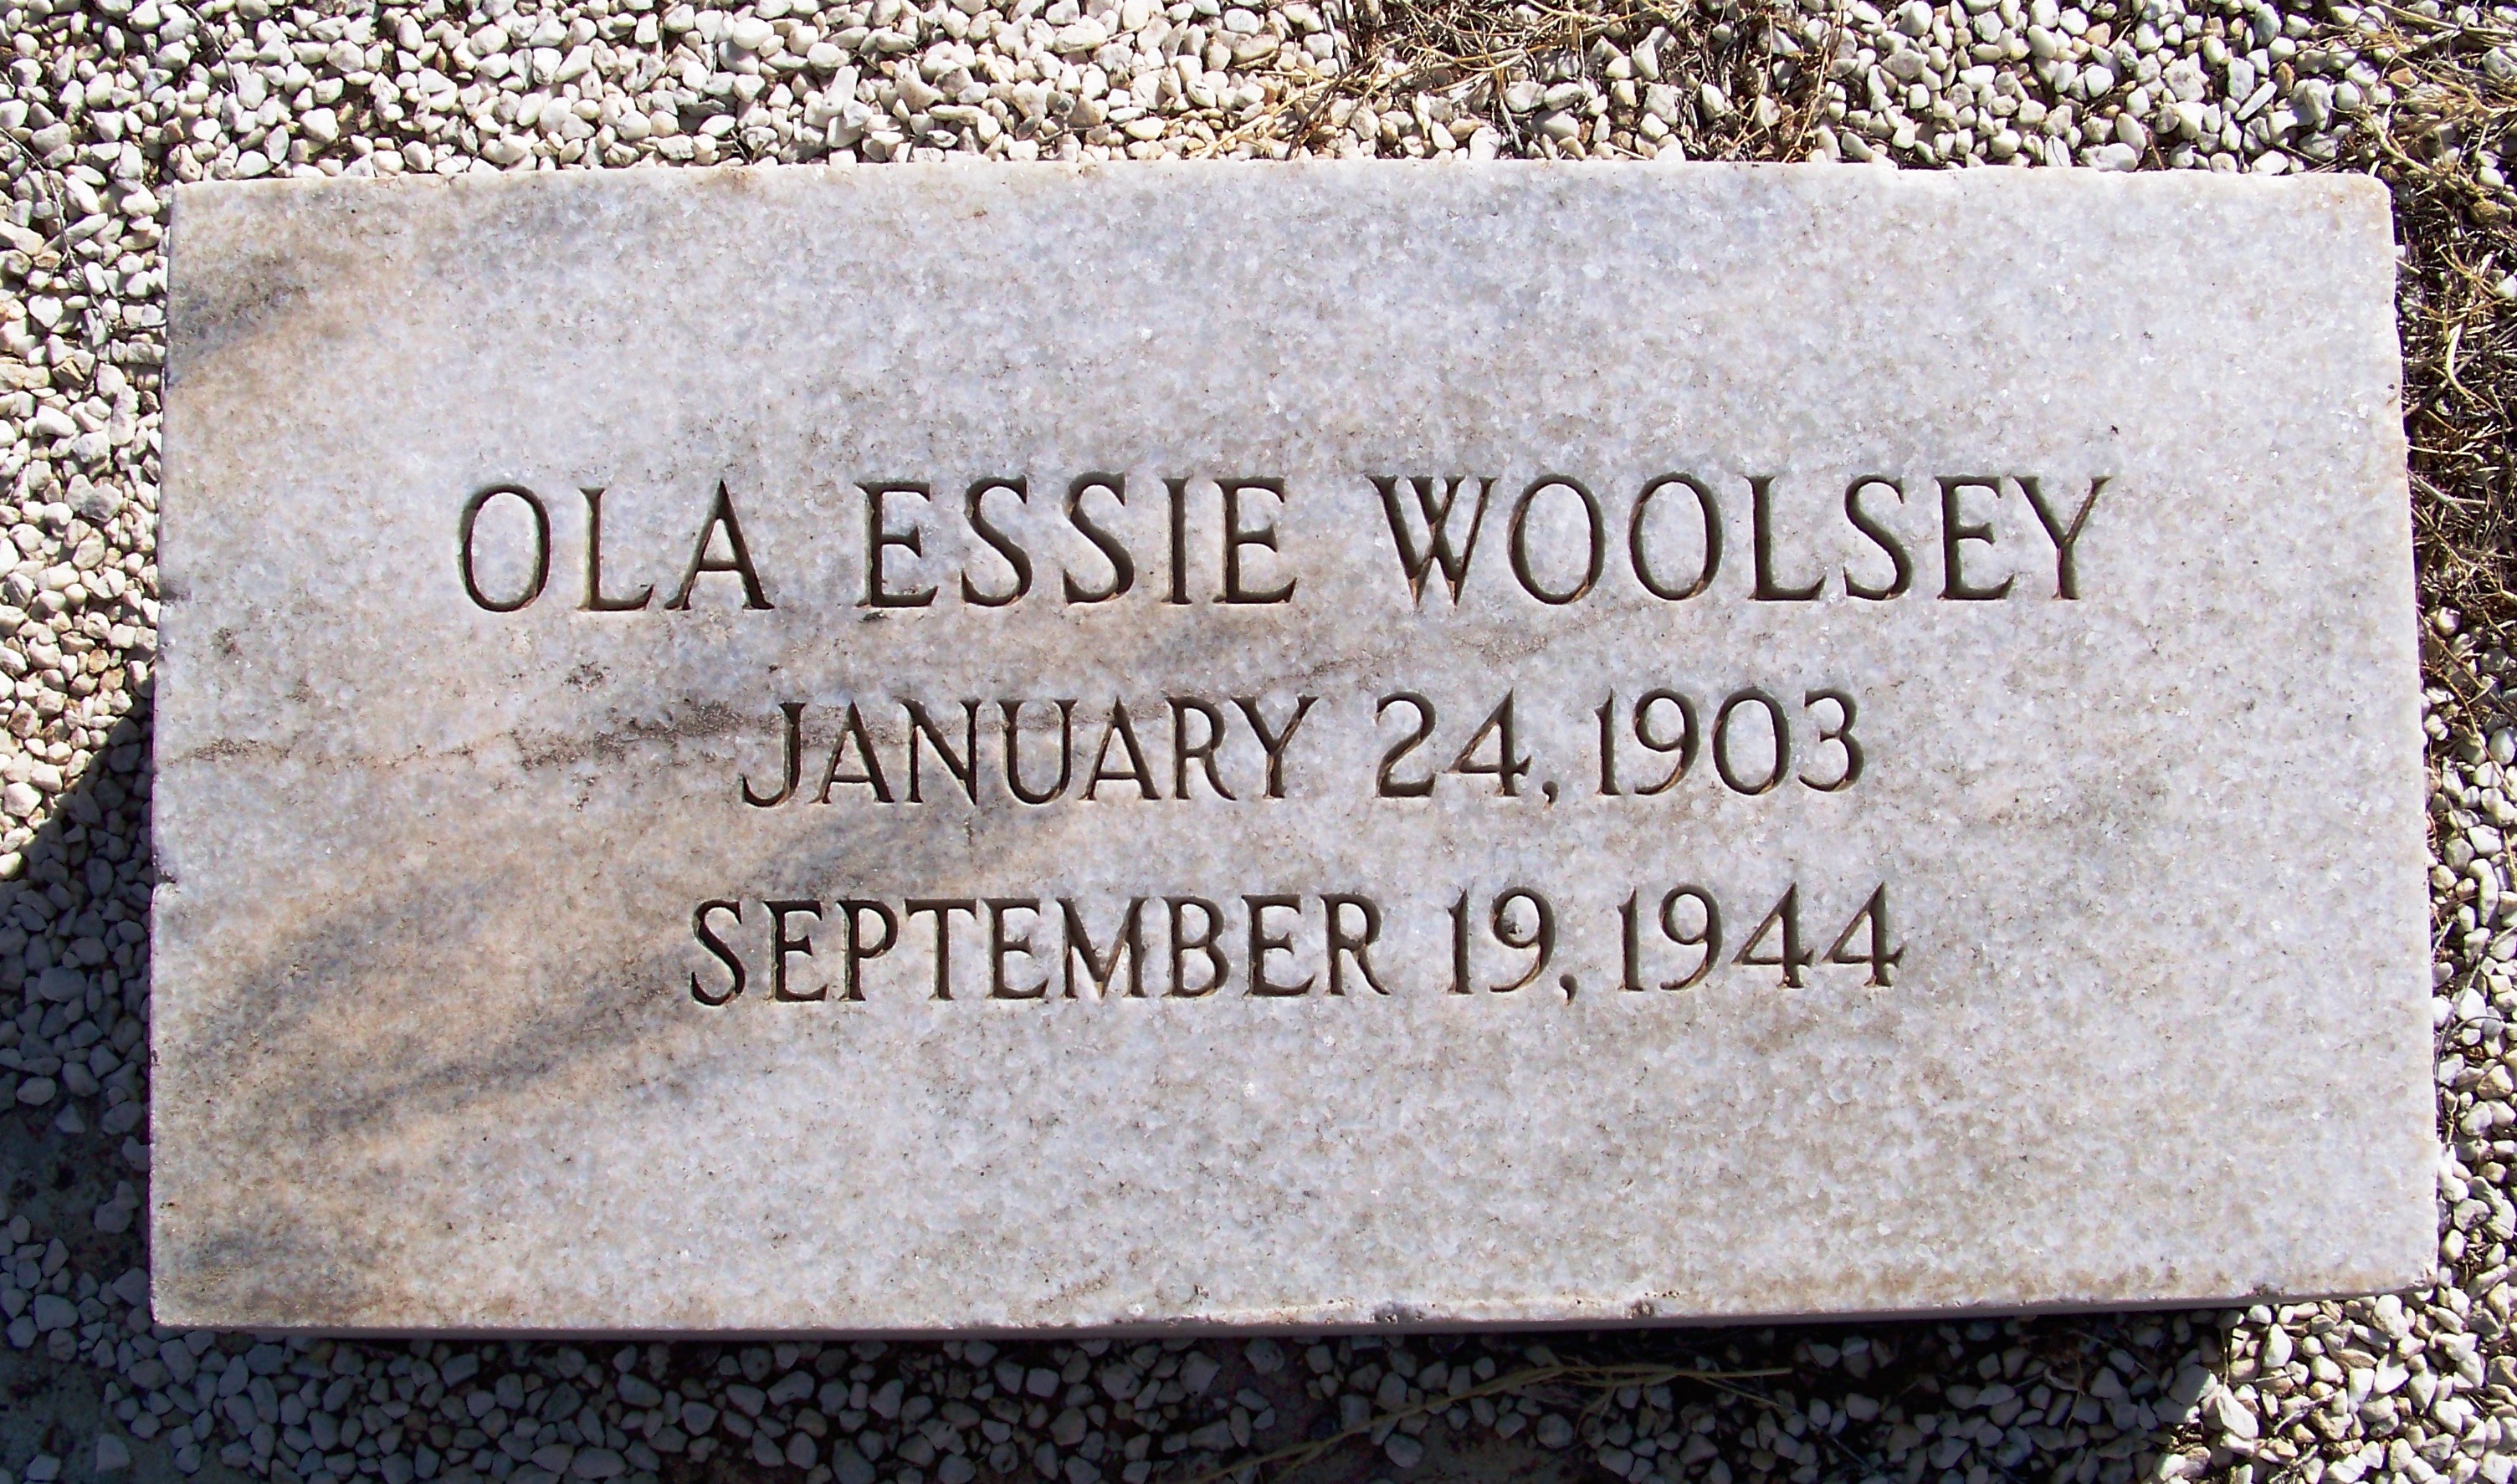 OLA ESSIE WOOLSEY
JANUARY 24, 1903
SEPTEMBER 19, 1944